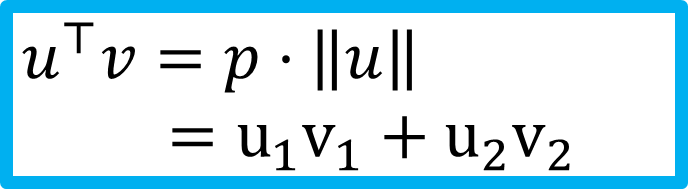 u⊤v = p · ‖u‖
= u₁v₁ + u₂v₂